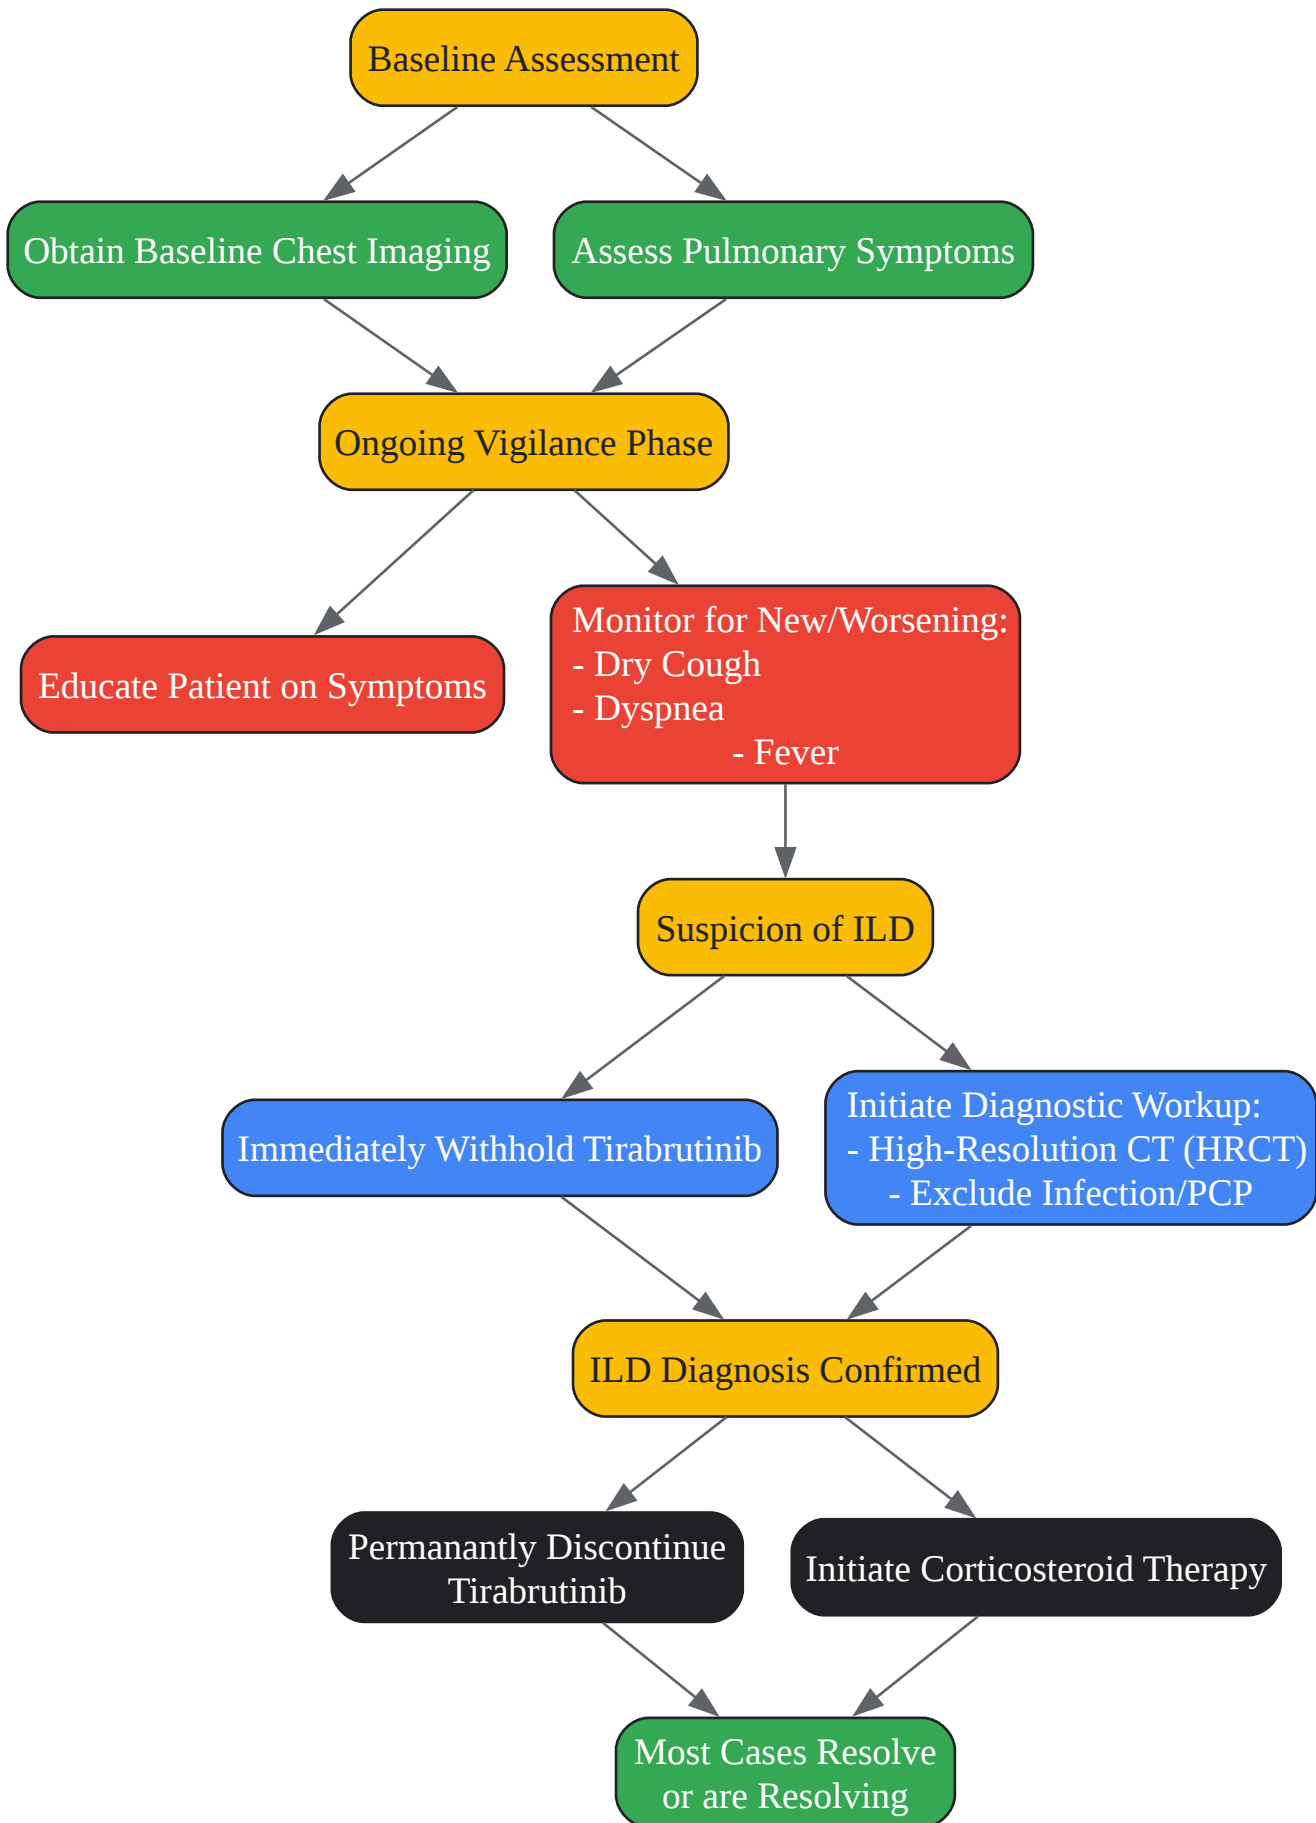 Baseline Assessment
Obtain Baseline Chest Imaging
Assess Pulmonary Symptoms
Ongoing Vigilance Phase
Educate Patient on Symptoms
Monitor for New/Worsening:
- Dry Cough
- Dyspnea
- Fever
Suspicion of ILD
Immediately Withhold Tirabrutinib
Initiate Diagnostic Workup:
- High-Resolution CT (HRCT)
- Exclude Infection/PCP
ILD Diagnosis Confirmed
Permanantly Discontinue
Tirabrutinib
Initiate Corticosteroid Therapy
Most Cases Resolve
or are Resolving